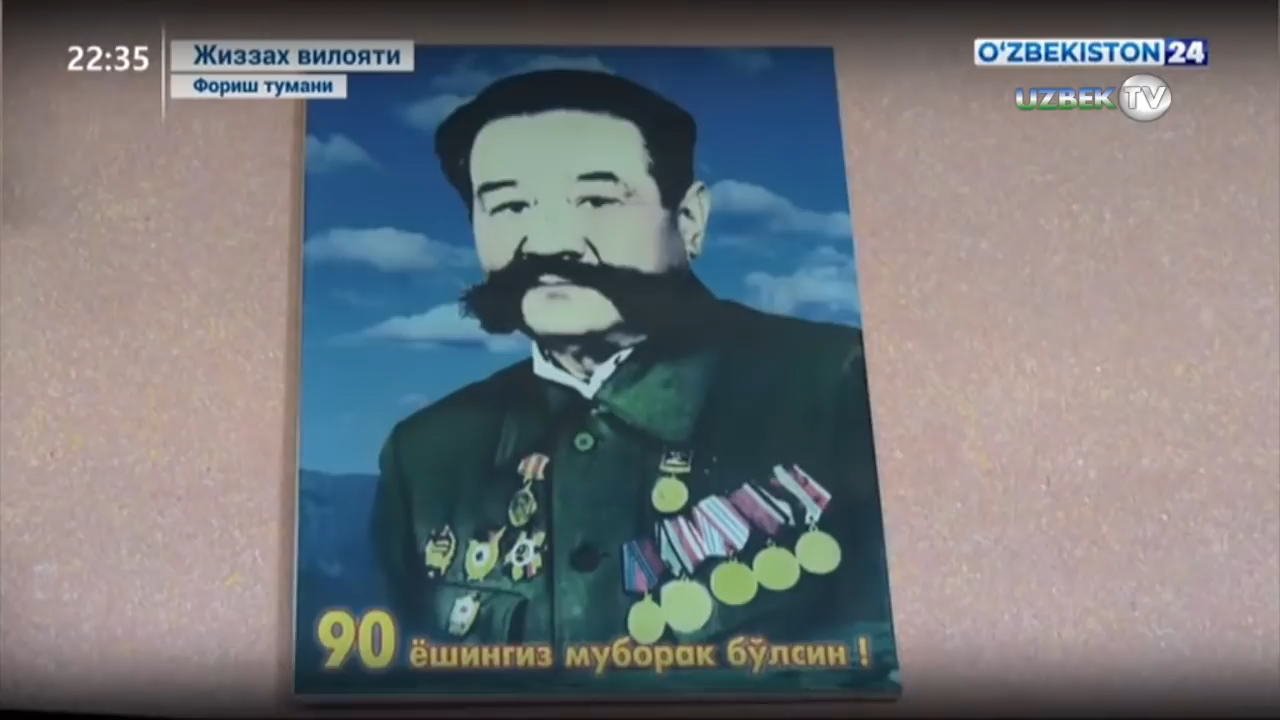 22:35
Жиззах вилояти
Фориш тумани
O‘ZBEKISTON 24
UZBEK TV
90 ёшингиз муборак бўлсин !